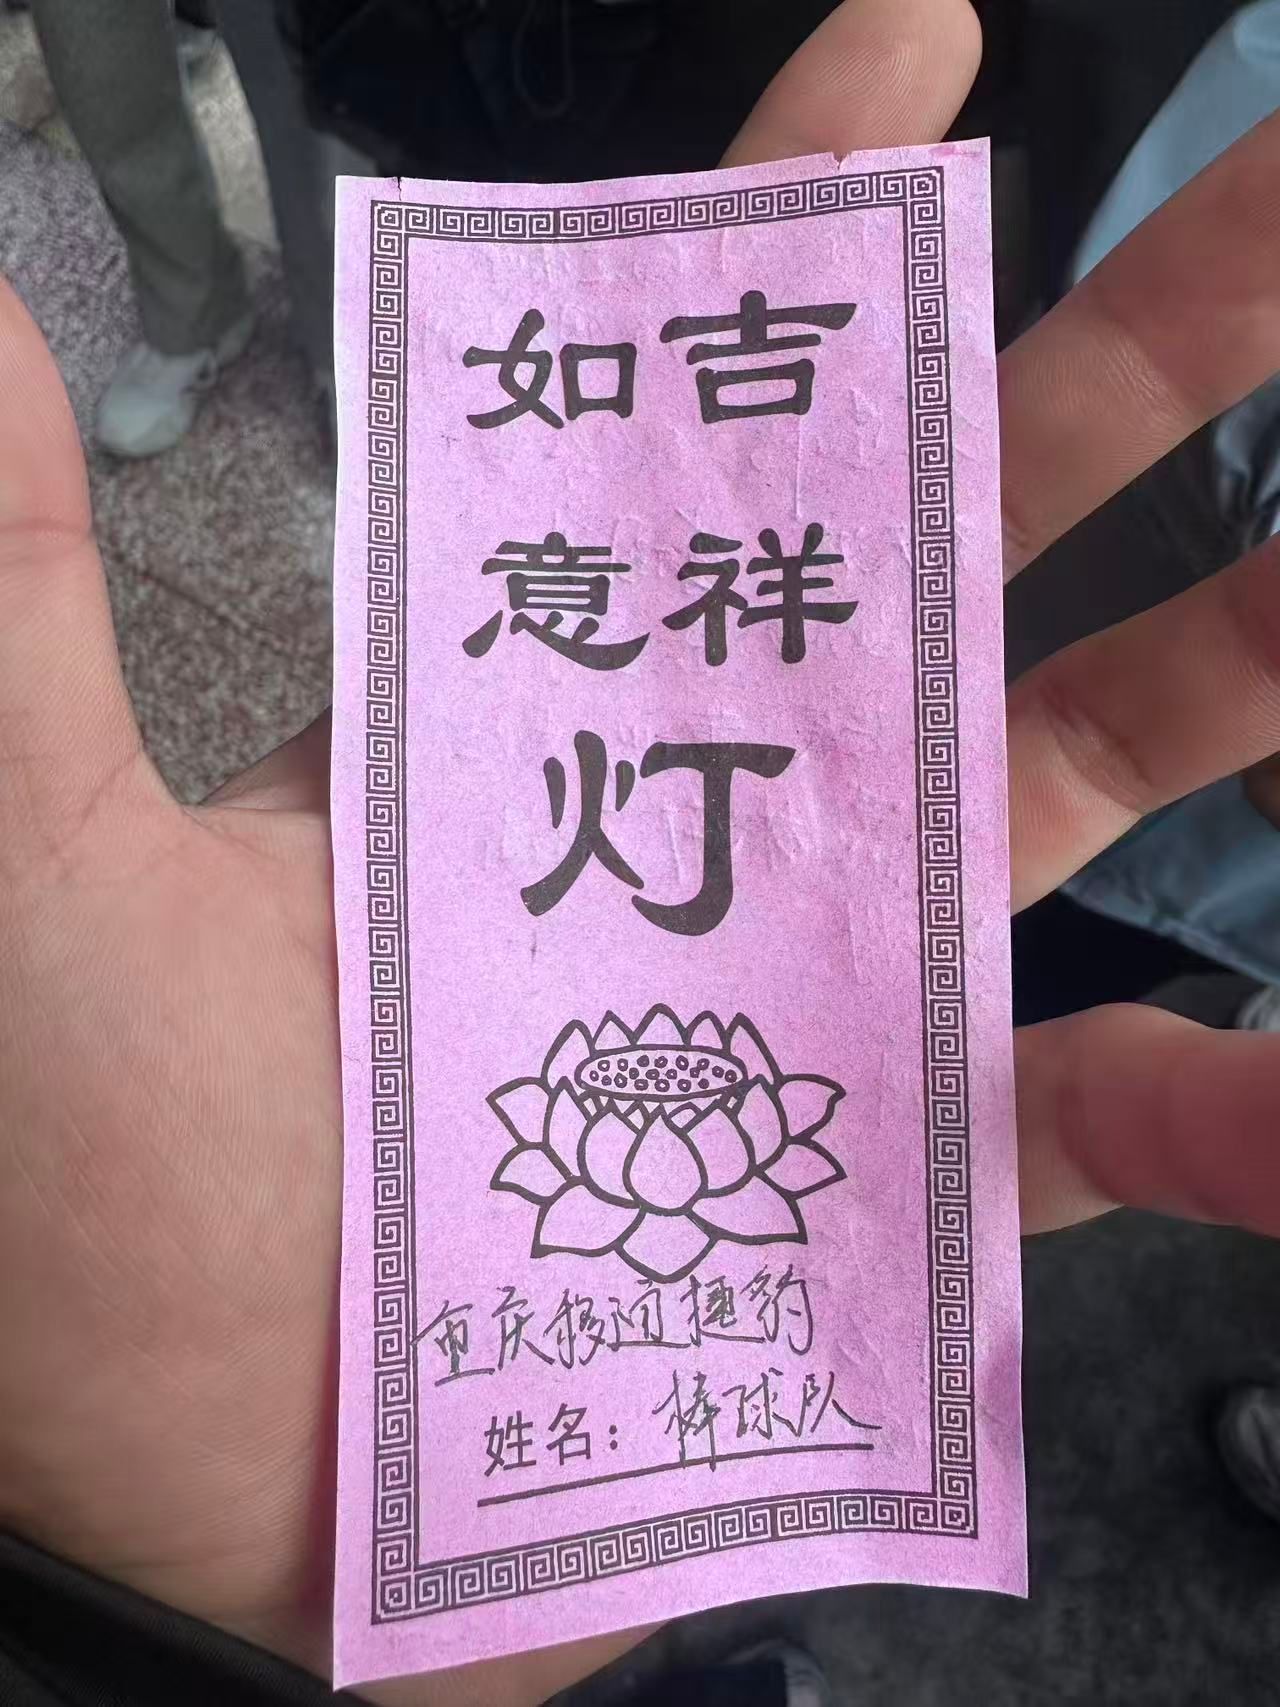 吉祥
如意
灯
重庆移通捷豹
姓名：棒球队